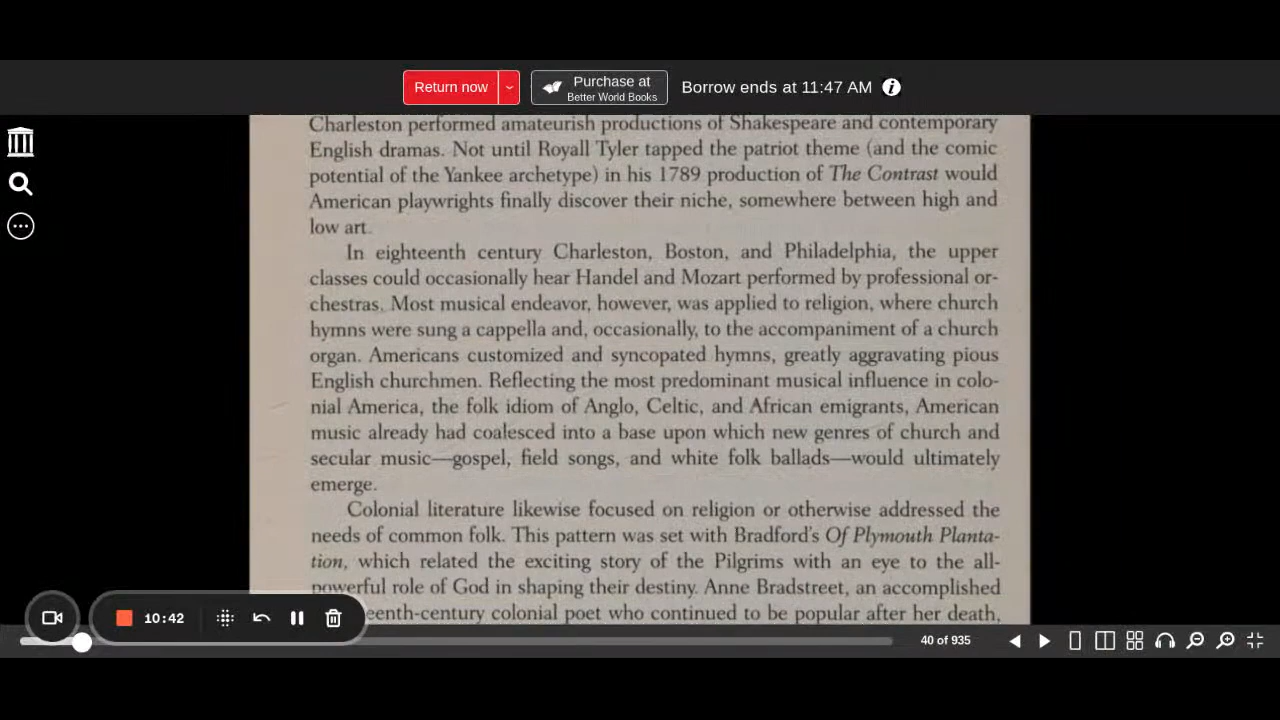 Return now
Purchase at
Better World Books
Borrow ends at 11:47 AM
Charleston performed amateurish productions of Shakespeare and contemporary
English dramas. Not until Royall Tyler tapped the patriot theme (and the comic
potential of the Yankee archetype) in his 1789 production of The Contrast would
American playwrights finally discover their niche, somewhere between high and
low art.
In eighteenth century Charleston, Boston, and Philadelphia, the upper
classes could occasionally hear Handel and Mozart performed by professional or-
chestras. Most musical endeavor, however, was applied to religion, where church
hymns were sung a cappella and, occasionally, to the accompaniment of a church
organ. Americans customized and syncopated hymns, greatly aggravating pious
English churchmen. Reflecting the most predominant musical influence in colo-
nial America, the folk idiom of Anglo, Celtic, and African emigrants, American
music already had coalesced into a base upon which new genres of church and
secular music—gospel, field songs, and white folk ballads—would ultimately
emerge.
Colonial literature likewise focused on religion or otherwise addressed the
needs of common folk. This pattern was set with Bradford's Of Plymouth Planta-
tion, which related the exciting story of the Pilgrims with an eye to the all-
powerful role of God in shaping their destiny. Anne Bradstreet, an accomplished
eenth-century colonial poet who continued to be popular after her death,
10:42
40 of 935